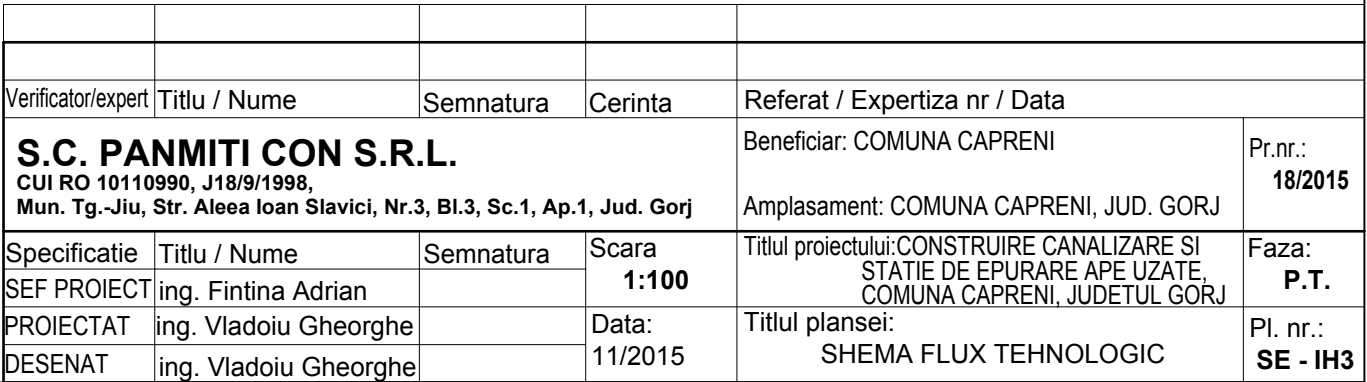 Verificator/expert Titlu / Nume Semnatura Cerinta Referat / Expertiza nr / Data
S.C. PANMITI CON S.R.L.
CUI RO 10110990, J18/9/1998,
Mun. Tg.-Jiu, Str. Aleea Ioan Slavici, Nr.3, Bl.3, Sc.1, Ap.1, Jud. Gorj
Beneficiar: COMUNA CAPRENI
Amplasament: COMUNA CAPRENI, JUD. GORJ
Pr.nr.:
18/2015
Specificatie Titlu / Nume Semnatura
SEF PROIECT ing. Fintina Adrian
PROIECTAT ing. Vladoiu Gheorghe
DESENAT ing. Vladoiu Gheorghe
Scara
1:100
Data:
11/2015
Titlul proiectului:CONSTRUIRE CANALIZARE SI
STATIE DE EPURARE APE UZATE,
COMUNA CAPRENI, JUDETUL GORJ
Titlul plansei:
SHEMA FLUX TEHNOLOGIC
Faza:
P.T.
Pl. nr.:
SE - IH3